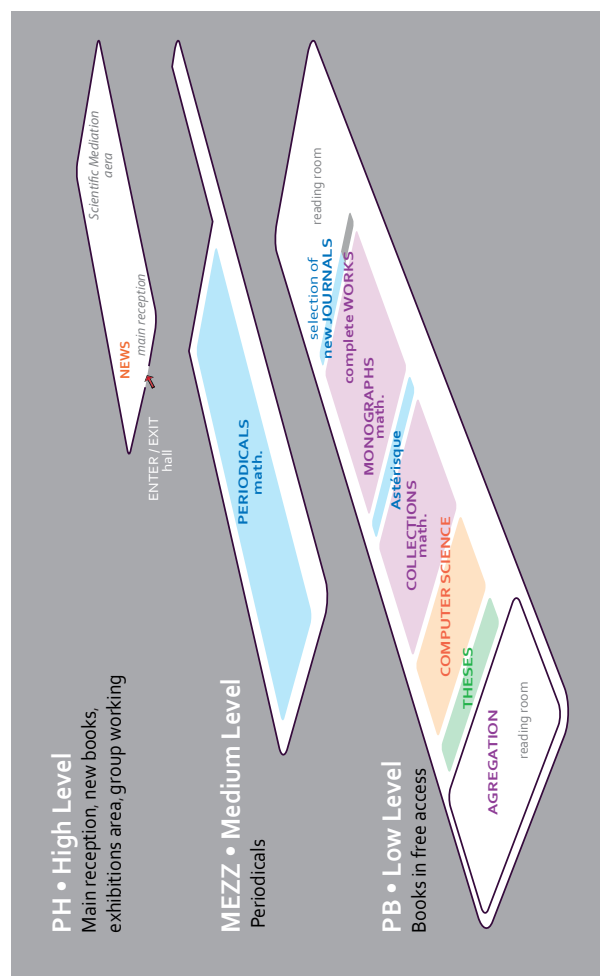 PH • High Level
Main reception, new books,
exhibitions area, group working
Scientific Mediation
aera
NEWS
main reception
ENTER / EXIT
hall
MEZZ • Medium Level
Periodicals
PERIODICALS
math.
PB • Low Level
Books in free access
reading room
selection of
new JOURNALS
complete WORKS
MONOGRAPHS
math.
Astérisque
COLLECTIONS
math.
COMPUTER SCIENCE
THESES
AGREGATION
reading room